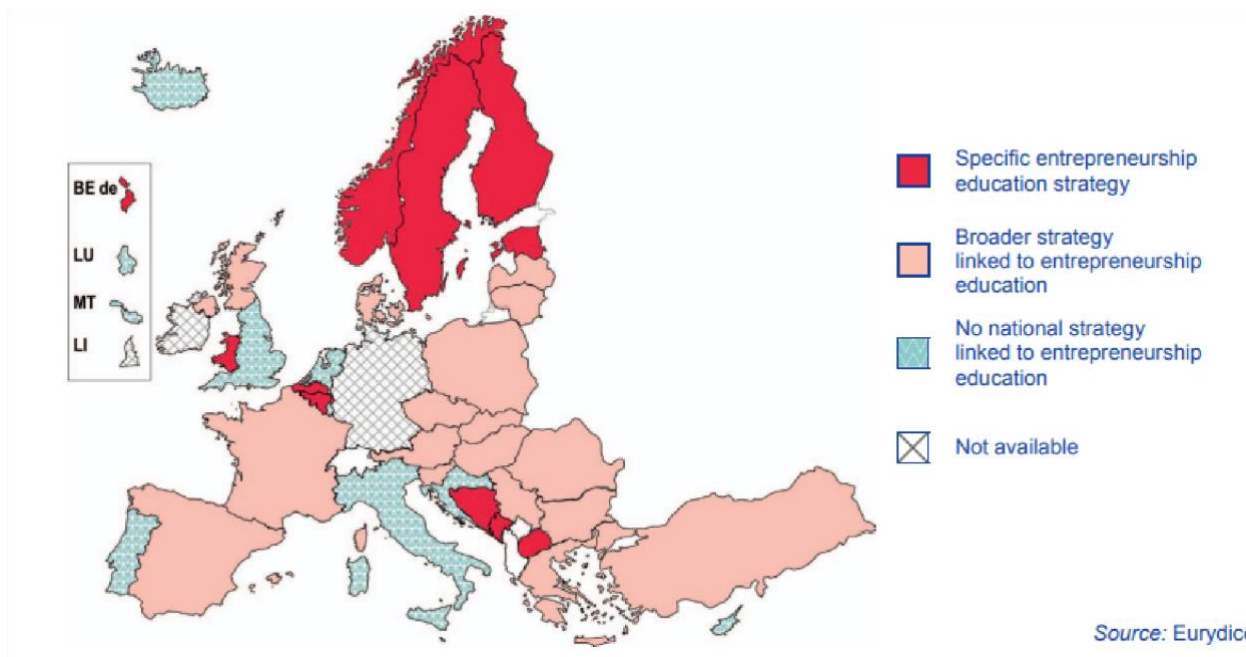 BE de
LU
MT
LI
Specific entrepreneurship
education strategy
Broader strategy
linked to entrepreneurship
education
No national strategy
linked to entrepreneurship
education
Not available
Source: Eurydice